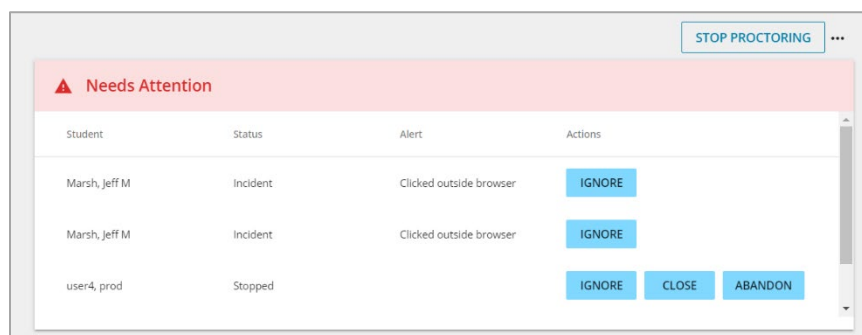 STOP PROCTORING ...
Needs Attention
Student Status Alert Actions
Marsh, Jeff M Incident Clicked outside browser IGNORE
Marsh, Jeff M Incident Clicked outside browser IGNORE
user4, prod Stopped IGNORE CLOSE ABANDON